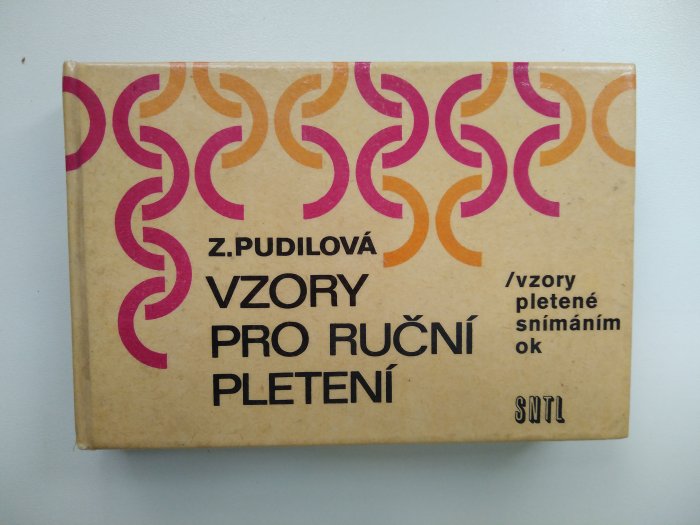 Z.PUDILOVÁ
VZORY
PRO RUČNÍ
PLETENÍ
/vzory
pletené
snímáním
ok
SNTL